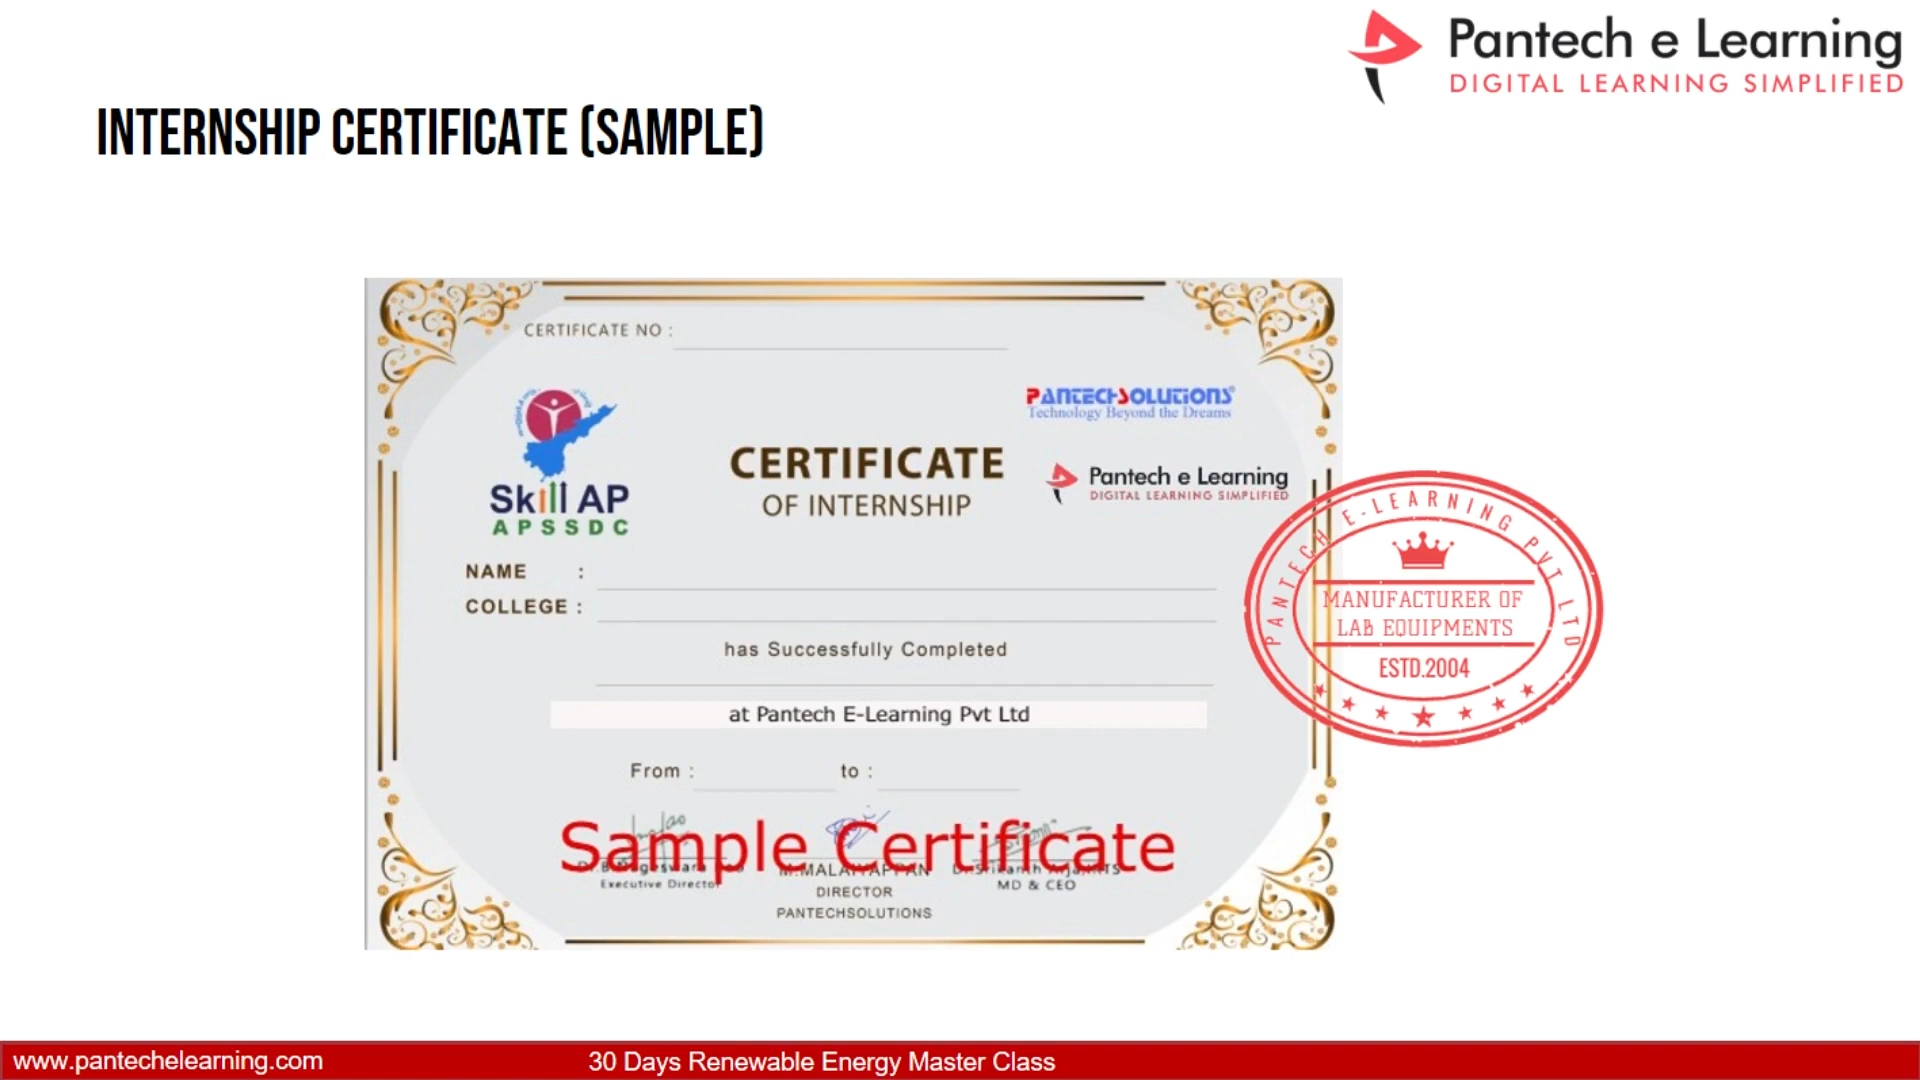 Pantech e Learning
DIGITAL LEARNING SIMPLIFIED
INTERNSHIP CERTIFICATE (SAMPLE)
CERTIFICATE NO :
PANTECHSOLUTIONS®
Technology Beyond the Dreams
CERTIFICATE
OF INTERNSHIP
Pantech e Learning
DIGITAL LEARNING SIMPLIFIED
Skill AP
APSSDC
NAME :
COLLEGE :
has Successfully Completed
at Pantech E-Learning Pvt Ltd
From : to :
Sample Certificate
M.MALAIYAPPAN
Executive Director
DIRECTOR
MD & CEO
PANTECHSOLUTIONS
PANTECH E-LEARNING PVT LTD
MANUFACTURER OF
LAB EQUIPMENTS
ESTD.2004
www.pantechelearning.com
30 Days Renewable Energy Master Class